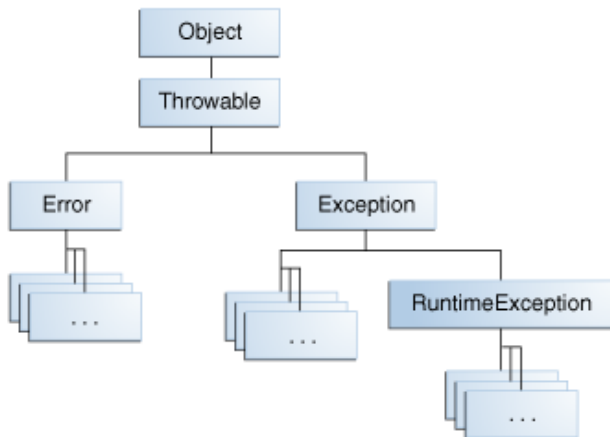 Object
Throwable
Error
Exception
...
...
RuntimeException
...